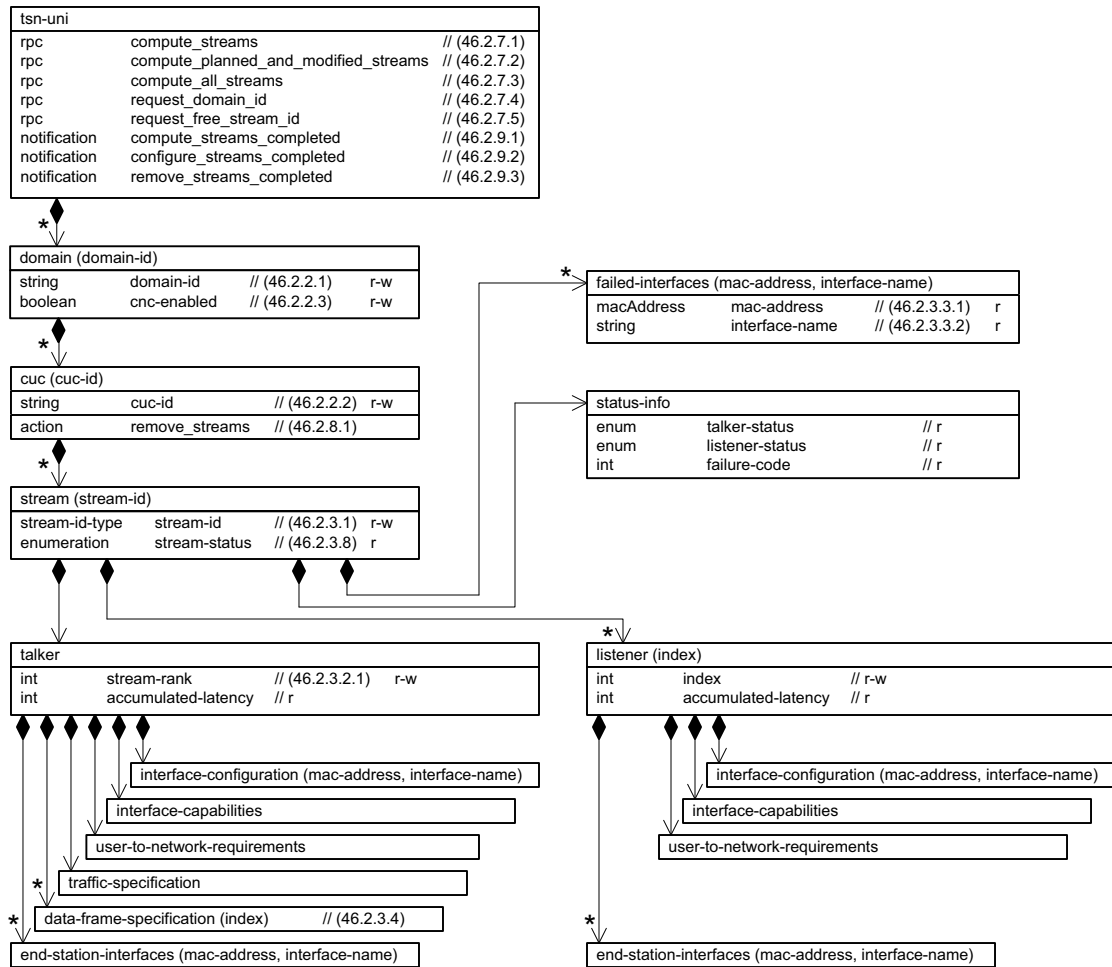 tsn-uni
rpc compute_streams // (46.2.7.1)
rpc compute_planned_and_modified_streams // (46.2.7.2)
rpc compute_all_streams // (46.2.7.3)
rpc request_domain_id // (46.2.7.4)
rpc request_free_stream_id // (46.2.7.5)
notification compute_streams_completed // (46.2.9.1)
notification configure_streams_completed // (46.2.9.2)
notification remove_streams_completed // (46.2.9.3)
*
domain (domain-id)
string domain-id // (46.2.2.1) r-w
boolean cnc-enabled // (46.2.2.3) r-w
*
failed-interfaces (mac-address, interface-name)
macAddress mac-address // (46.2.3.3.1) r
string interface-name // (46.2.3.3.2) r
*
cuc (cuc-id)
string cuc-id // (46.2.2.2) r-w
action remove_streams // (46.2.8.1)
status-info
enum talker-status // r
enum listener-status // r
int failure-code // r
*
stream (stream-id)
stream-id-type stream-id // (46.2.3.1) r-w
enumeration stream-status // (46.2.3.8) r
talker
int stream-rank // (46.2.3.2.1) r-w
int accumulated-latency // r
*
listener (index)
int index // r-w
int accumulated-latency // r
interface-configuration (mac-address, interface-name)
interface-capabilities
user-to-network-requirements
traffic-specification
*
data-frame-specification (index) // (46.2.3.4)
*
end-station-interfaces (mac-address, interface-name)
interface-configuration (mac-address, interface-name)
interface-capabilities
user-to-network-requirements
*
end-station-interfaces (mac-address, interface-name)